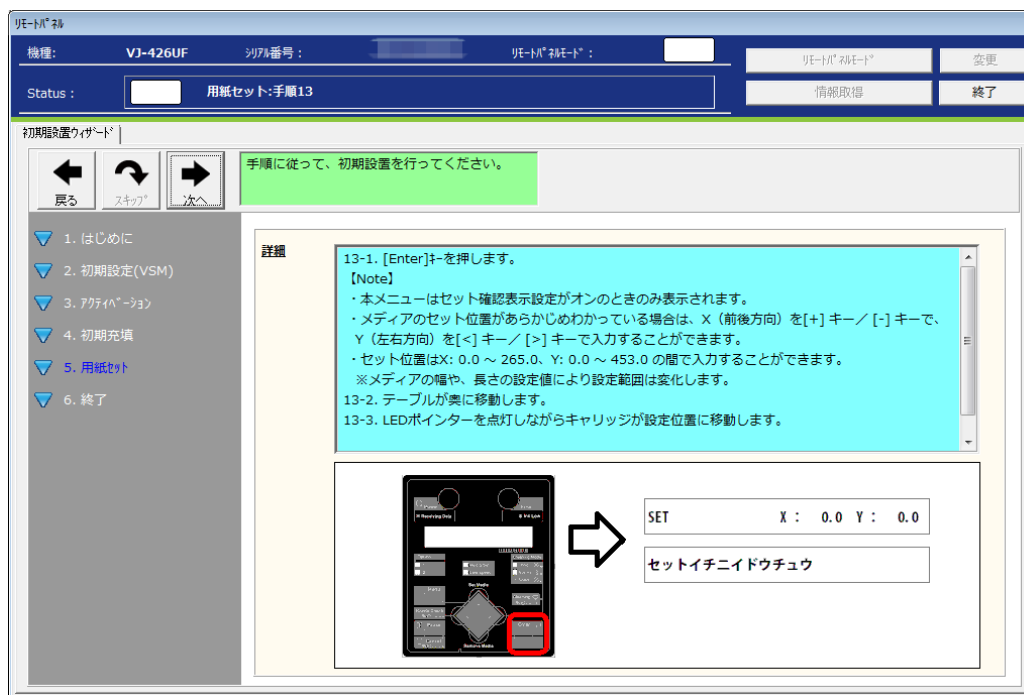 リモートパネル
機種: VJ-426UF シリアル番号: リモートパネルモード:
リモートパネルモード 変更
Status: 用紙セット:手順13
情報取得 終了
初期設置ウィザード
戻る スキップ 次へ
手順に従って、初期設置を行ってください。
1. はじめに
2. 初期設定(VSM)
3. アクティベーション
4. 初期充填
5. 用紙セット
6. 終了
詳細
13-1. [Enter]キーを押します。
【Note】
・本メニューはセット確認表示設定がオンのときのみ表示されます。
・メディアのセット位置があらかじめわかっている場合は、X（前後方向）を[+] キー／ [-] キーで、
Y（左右方向）を[<] キー／ [>] キーで入力することができます。
・セット位置はX: 0.0 ～ 265.0、Y: 0.0 ～ 453.0 の間で入力することができます。
※メディアの幅や、長さの設定値により設定範囲は変化します。
13-2. テーブルが奥に移動します。
13-3. LEDポインターを点灯しながらキャリッジが設定位置に移動します。
SET X : 0.0 Y : 0.0
セットイチニイドウチュウ